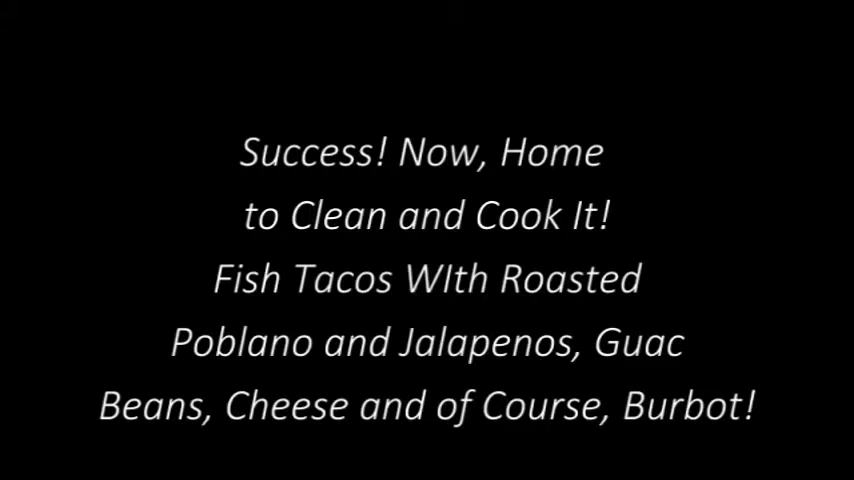 Success! Now, Home
to Clean and Cook It!
Fish Tacos WIth Roasted
Poblano and Jalapenos, Guac
Beans, Cheese and of Course, Burbot!